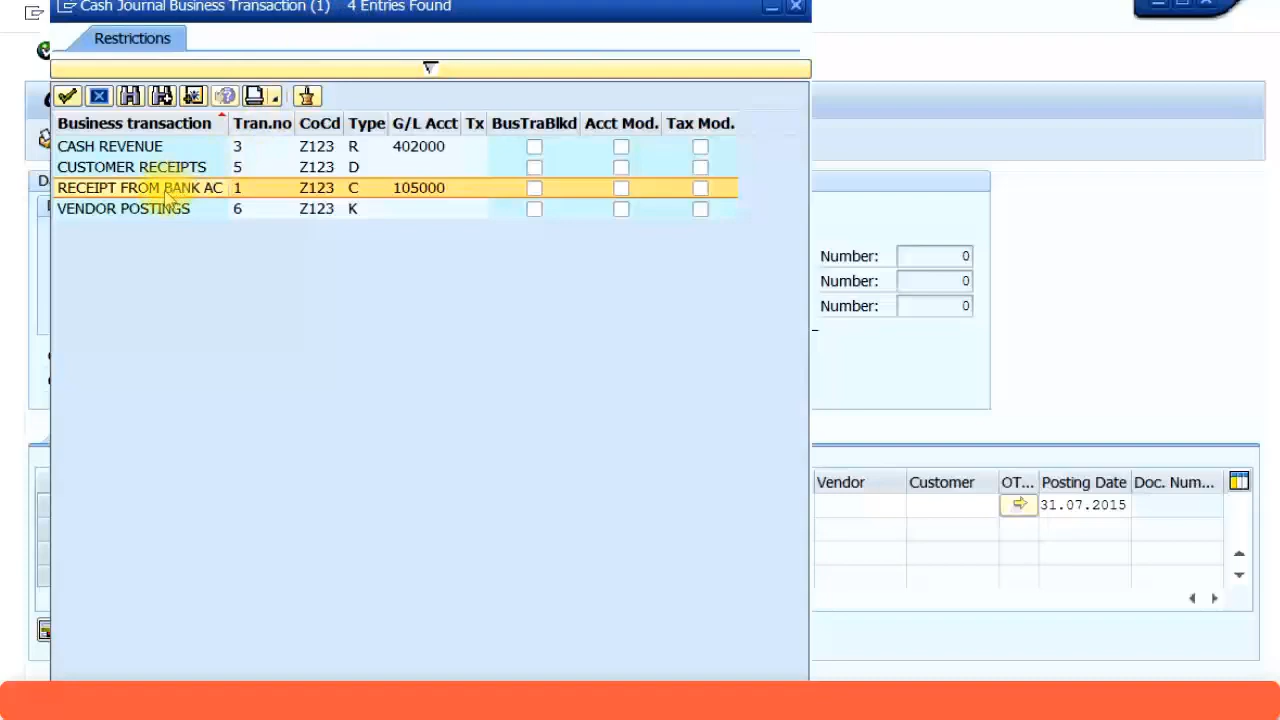 Cash Journal Business Transaction (1) 4 Entries Found
Restrictions
Business transaction Tran.no CoCd Type G/L Acct Tx BusTraBlkd Acct Mod. Tax Mod.
CASH REVENUE 3 Z123 R 402000
CUSTOMER RECEIPTS 5 Z123 D
RECEIPT FROM BANK AC 1 Z123 C 105000
VENDOR POSTINGS 6 Z123 K
Number: 0
Number: 0
Number: 0
Vendor Customer OT... Posting Date Doc. Num...
31.07.2015